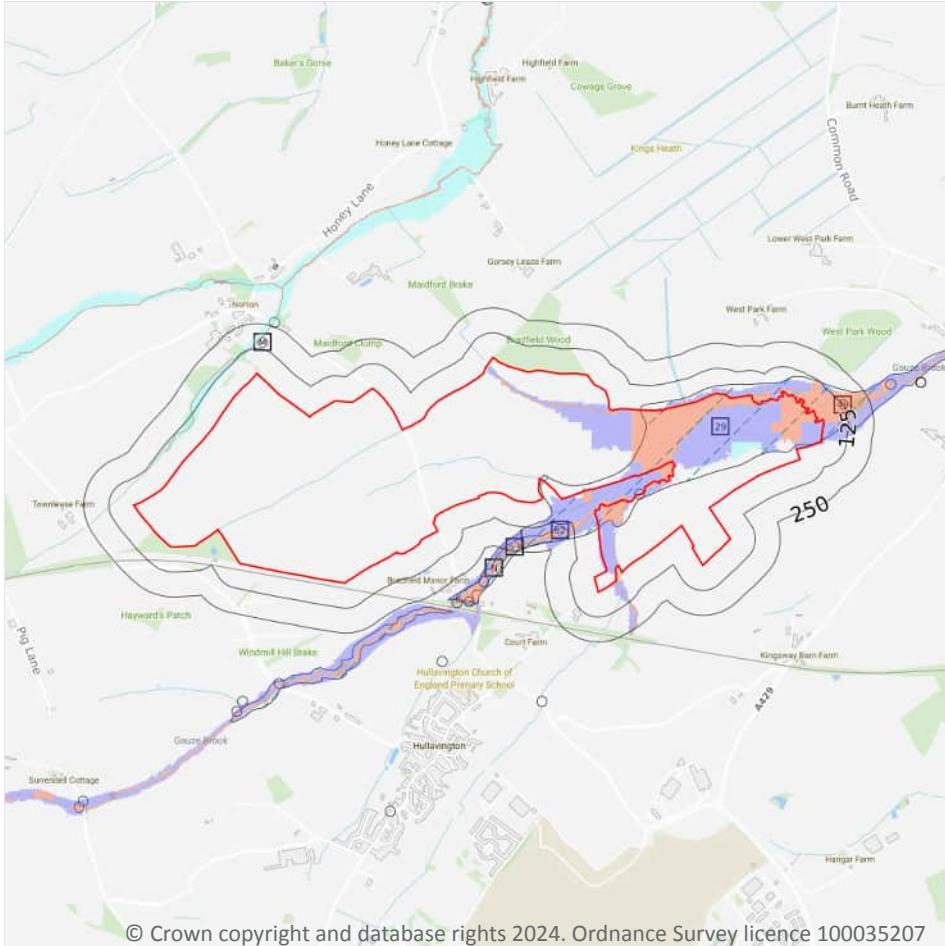 Baker's Gorse
Highfield Farm
Highfield Farm
Cowage Grove
Burnt Heath Farm
Honey Lane Cottage
Kings Heath
Common Road
Honey Lane
Lower West Park Farm
Gorsey Leaze Farm
Maidford Brake
Norton
West Park Farm
West Park Wood
Maidford Clump
Bradfield Wood
Gauze Brook
29
125
250
Townleyse Farm
Bradfield Manor Farm
Hayward's Patch
Pig Lane
Windmill Hill Brake
Court Farm
Kingway Barn Farm
Hullavington Church of
England Primary School
A429
Gauze Brook
Hullavington
Surrendell Cottage
Hangar Farm
© Crown copyright and database rights 2024. Ordnance Survey licence 100035207